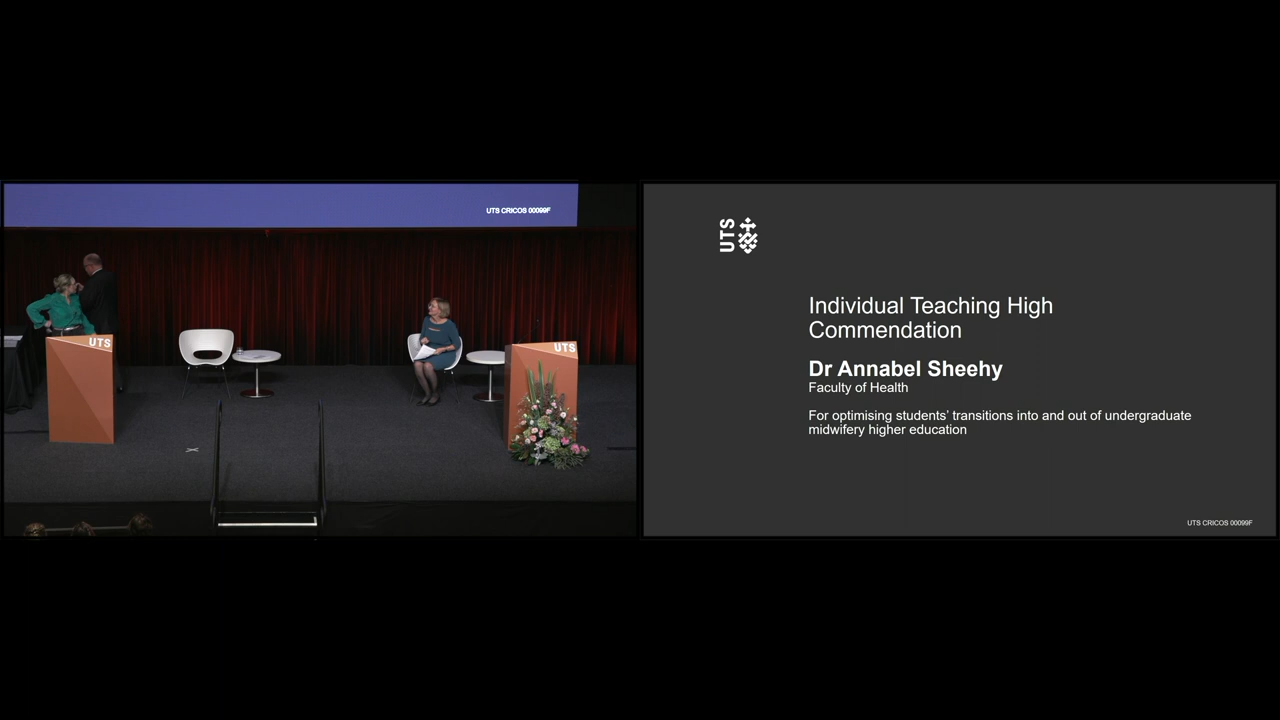 UTS CRICOS 00099F
UTS
UTS
UTS
Individual Teaching High
Commendation
Dr Annabel Sheehy
Faculty of Health
For optimising students' transitions into and out of undergraduate
midwifery higher education
UTS CRICOS 00099F